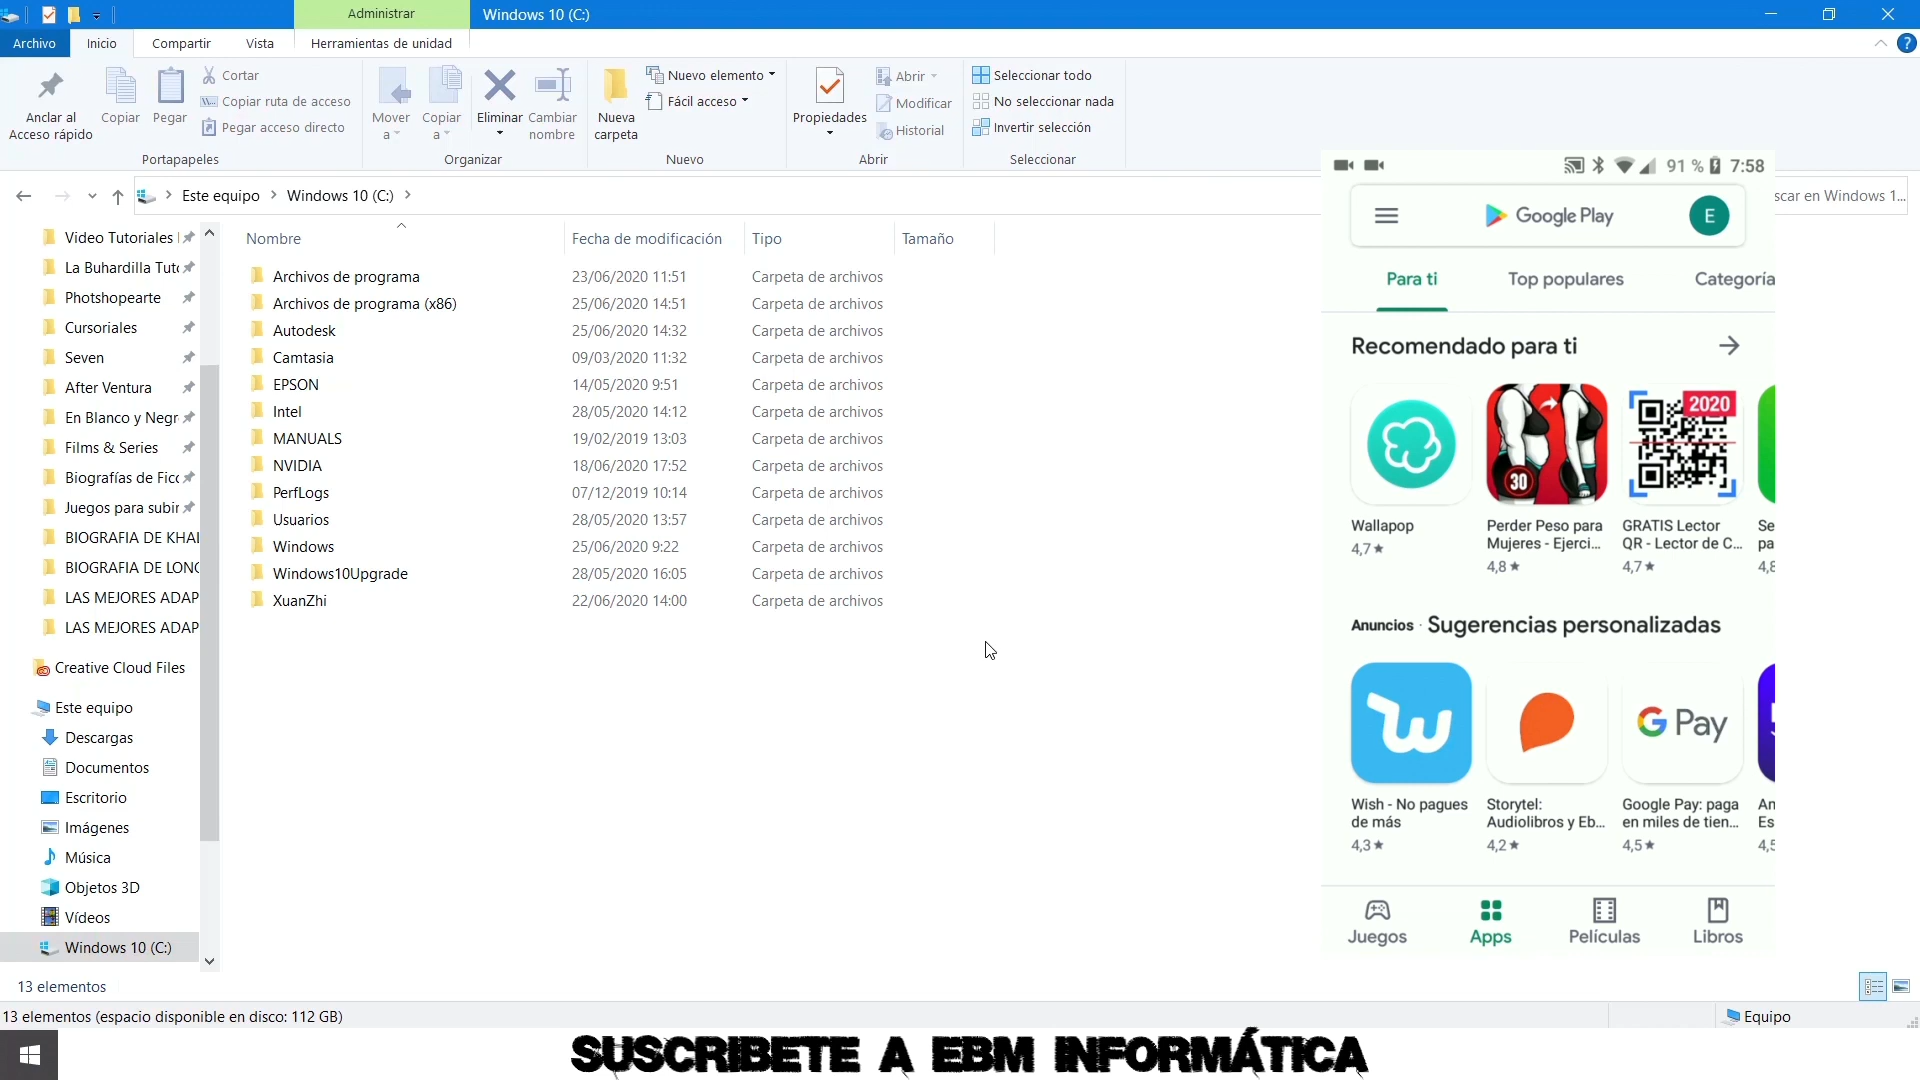 Administrar
Windows 10 (C:)
Archivo
Inicio
Compartir
Vista
Herramientas de unidad
Anclar al
Acceso rápido
Copiar
Pegar
Cortar
Copiar ruta de acceso
Pegar acceso directo
Portapapeles
Mover
a
Copiar
a
Eliminar
Cambiar
nombre
Organizar
Nueva
carpeta
Nuevo elemento
Fácil acceso
Nuevo
Propiedades
Abrir
Modificar
Historial
Abrir
Seleccionar todo
No seleccionar nada
Invertir selección
Seleccionar
Este equipo
Windows 10 (C:)
scar en Windows 1...
Nombre
Fecha de modificación
Tipo
Tamaño
Archivos de programa 23/06/2020 11:51 Carpeta de archivos
Archivos de programa (x86) 25/06/2020 14:51 Carpeta de archivos
Autodesk 25/06/2020 14:32 Carpeta de archivos
Camtasia 09/03/2020 11:32 Carpeta de archivos
EPSON 14/05/2020 9:51 Carpeta de archivos
Intel 28/05/2020 14:12 Carpeta de archivos
MANUALS 19/02/2019 13:03 Carpeta de archivos
NVIDIA 18/06/2020 17:52 Carpeta de archivos
PerfLogs 07/12/2019 10:14 Carpeta de archivos
Usuarios 28/05/2020 13:57 Carpeta de archivos
Windows 25/06/2020 9:22 Carpeta de archivos
Windows10Upgrade 28/05/2020 16:05 Carpeta de archivos
XuanZhi 22/06/2020 14:00 Carpeta de archivos
Video Tutoriales
La Buhardilla Tuto
Photshopearte
Cursoriales
Seven
After Ventura
En Blanco y Negr
Films & Series
Biografías de Ficc
Juegos para subir
BIOGRAFIA DE KHAL
BIOGRAFIA DE LONG
LAS MEJORES ADAP
LAS MEJORES ADAP
Creative Cloud Files
Este equipo
Descargas
Documentos
Escritorio
Imágenes
Música
Objetos 3D
Vídeos
Windows 10 (C:)
13 elementos
13 elementos (espacio disponible en disco: 112 GB)
Equipo
91 % 7:58
Google Play
E
Para ti
Top populares
Categoría
Recomendado para ti
2020
30
Wallapop
4,7★
Perder Peso para
Mujeres - Ejerci...
4,8★
GRATIS Lector
QR - Lector de C...
4,7★
Se
pa
4,8
Anuncios · Sugerencias personalizadas
G Pay
Wish - No pagues
de más
4,3★
Storytel:
Audiolibros y Eb...
4,2★
Google Pay: paga
en miles de tien...
4,5★
Am
Es
4,5
Juegos
Apps
Películas
Libros
SUSCRIBETE A EBM INFORMÁTICA